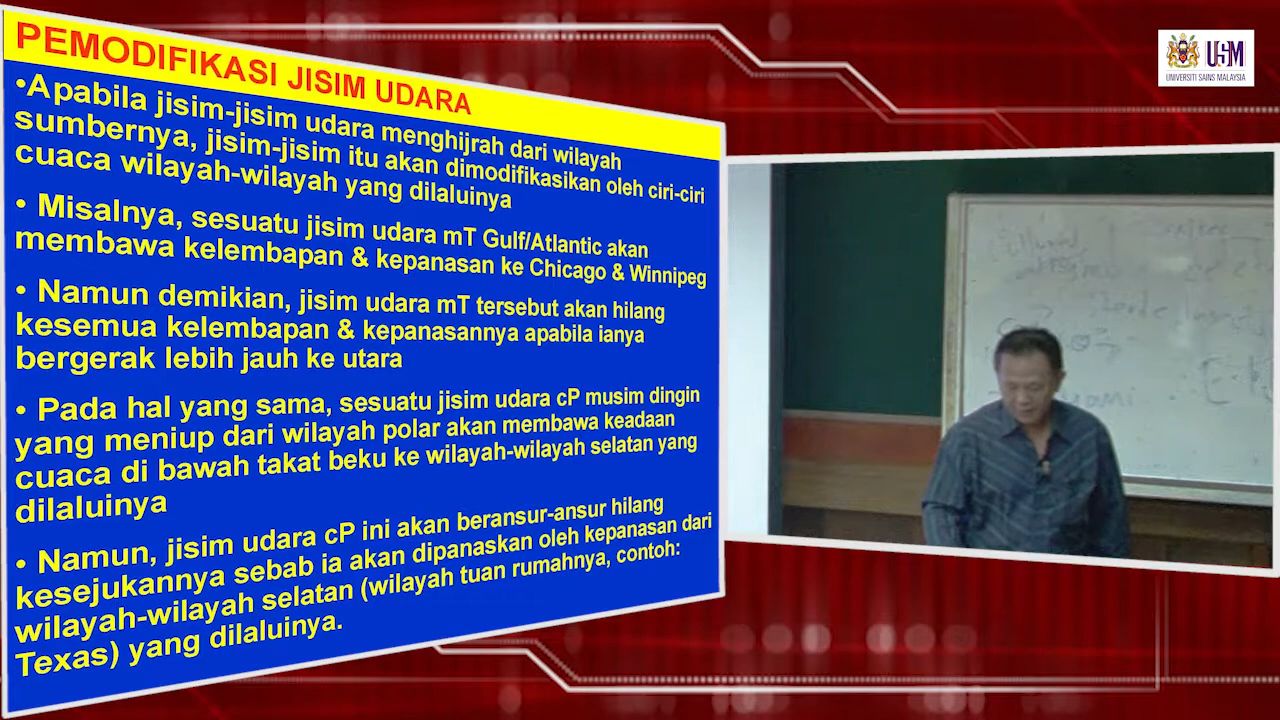 PEMODIFIKASI JISIM UDARA
•Apabila jisim-jisim udara menghijrah dari wilayah
sumbernya, jisim-jisim itu akan dimodifikasikan oleh ciri-ciri
cuaca wilayah-wilayah yang dilaluinya
• Misalnya, sesuatu jisim udara mT Gulf/Atlantic akan
membawa kelembapan & kepanasan ke Chicago & Winnipeg
• Namun demikian, jisim udara mT tersebut akan hilang
kesemua kelembapan & kepanasannya apabila ianya
bergerak lebih jauh ke utara
• Pada hal yang sama, sesuatu jisim udara cP musim dingin
yang meniup dari wilayah polar akan membawa keadaan
cuaca di bawah takat beku ke wilayah-wilayah selatan yang
dilaluinya
• Namun, jisim udara cP ini akan beransur-ansur hilang
kesejukannya sebab ia akan dipanaskan oleh kepanasan dari
wilayah-wilayah selatan (wilayah tuan rumahnya, contoh:
Texas) yang dilaluinya.
USM
UNIVERSITI SAINS MALAYSIA